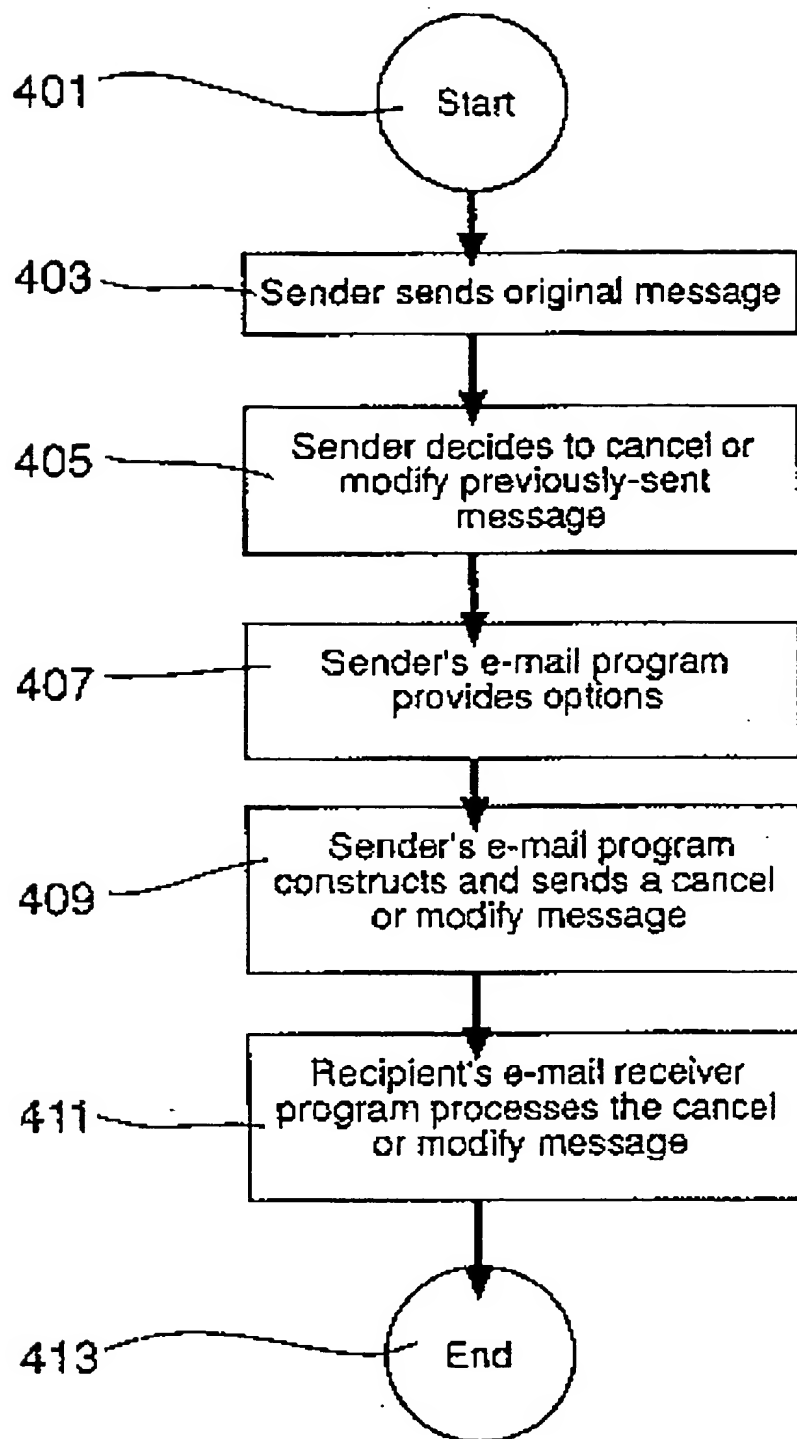 401
Start
403
Sender sends original message
405
Sender decides to cancel or
modify previously-sent
message
407
Sender's e-mail program
provides options
409
Sender's e-mail program
constructs and sends a cancel
or modify message
411
Recipient's e-mail receiver
program processes the cancel
or modify message
413
End